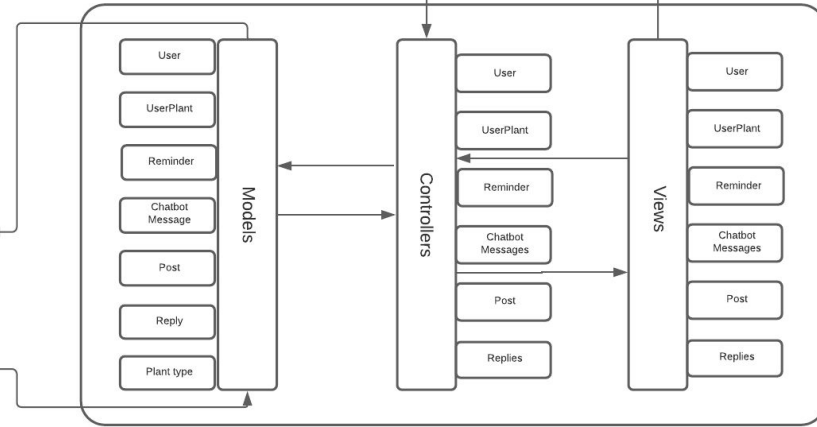 User
UserPlant
Reminder
Chatbot
Message
Post
Reply
Plant type
Models
Controllers
User
UserPlant
Reminder
Chatbot
Messages
Post
Replies
Views
User
UserPlant
Reminder
Chatbot
Messages
Post
Replies